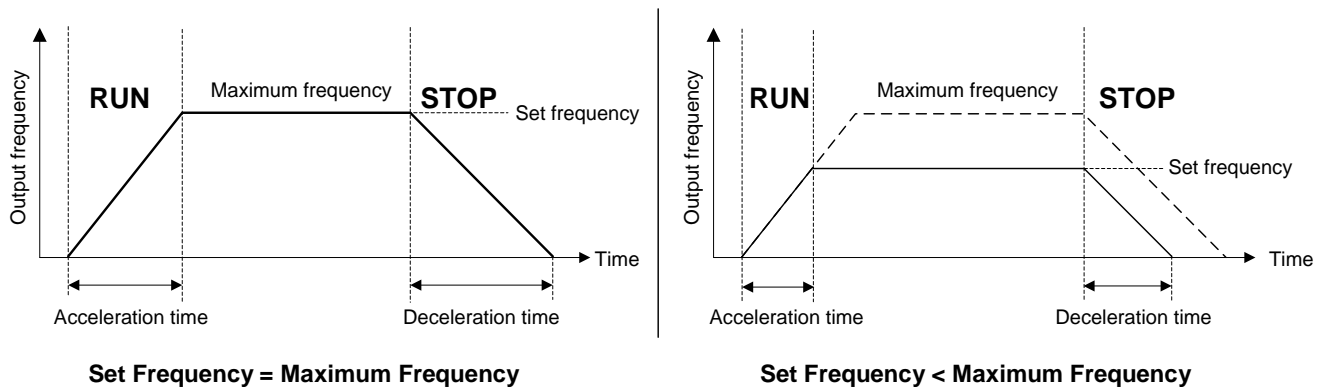 Output frequency
RUN
Maximum frequency
STOP
Set frequency
Time
Acceleration time
Deceleration time
Set Frequency = Maximum Frequency
Output frequency
RUN
Maximum frequency
STOP
Set frequency
Time
Acceleration time
Deceleration time
Set Frequency < Maximum Frequency